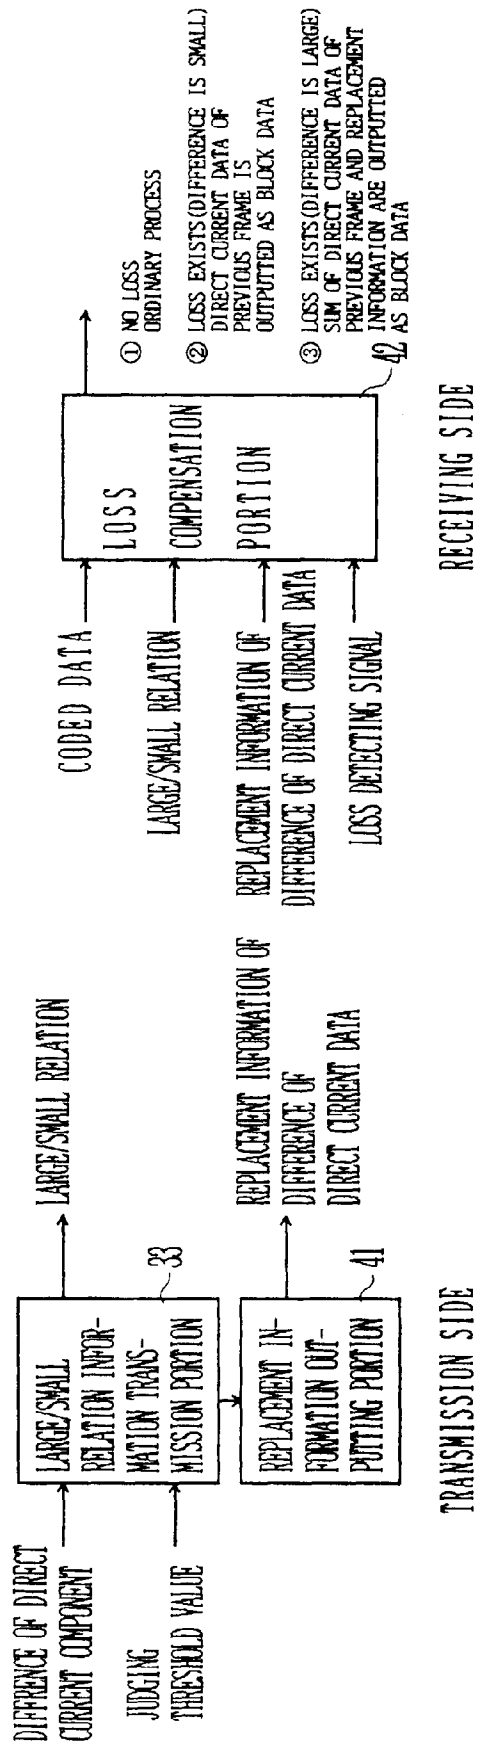 DIFFRENCE OF DIRECT
CURRENT COMPONENT
JUDGING
THRESHOLD VALUE
LARGE/SMALL
RELATION INFOR-
MATION TRANS-
MISSION PORTION
33
LARGE/SMALL RELATION
REPLACEMENT IN-
FORMATION OUT-
PUTTING PORTION
41
REPLACEMENT INFORMATION OF
DIFFERENCE OF
DIRECT CURRENT DATA
TRANSMISSION SIDE
CODED DATA
LARGE/SMALL RELATION
REPLACEMENT INFORMATION OF
DIFFERENCE OF DIRECT CURRENT DATA
LOSS DETECTING SIGNAL
LOSS
COMPENSATION
PORTION
42
① NO LOSS
ORDINARY PROCESS
② LOSS EXISTS(DIFFERENCE IS SMALL)
DIRECT CURRENT DATA OF
PREVIOUS FRAME IS
OUTPUTTED AS BLOCK DATA
③ LOSS EXISTS(DIFFERENCE IS LARGE)
SUM OF DIRECT CURRENT DATA OF
PREVIOUS FRAME AND REPLACEMENT
INFORMATION ARE OUTPUTTED
AS BLOCK DATA
RECEIVING SIDE